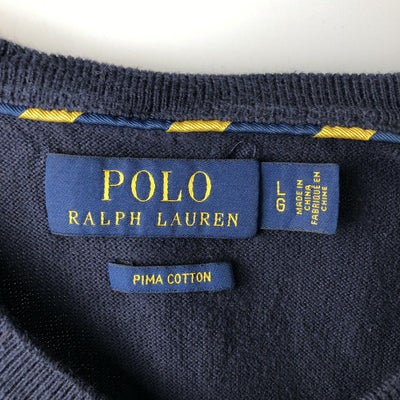 POLO
RALPH LAUREN
L
G
MADE IN
CHINA
FABRIQUÉ EN
CHINE
PIMA COTTON